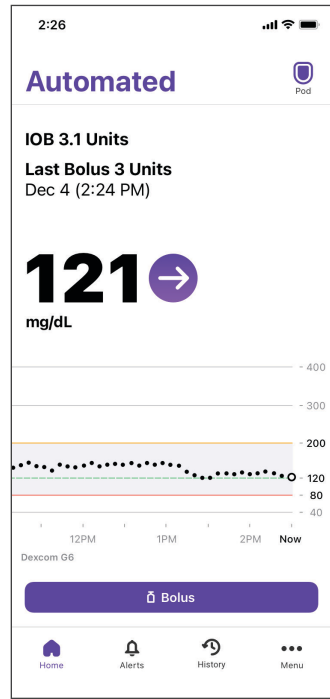 2:26
Automated
Pod
IOB 3.1 Units
Last Bolus 3 Units
Dec 4 (2:24 PM)
121
mg/dL
400
300
200
120
80
40
12PM 1PM 2PM Now
Dexcom G6
Bolus
Home Alerts History Menu